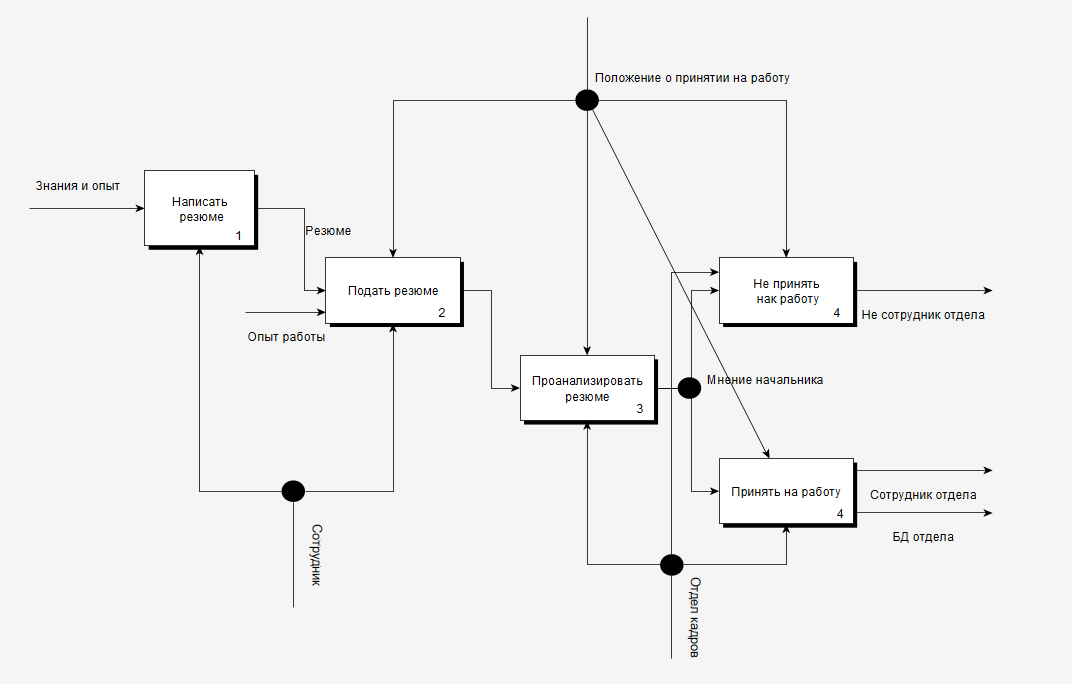 Положение о принятии на работу
Знания и опыт
Написать
резюме
1
Резюме
Подать резюме
2
Опыт работы
Не принять
нак работу
4
Не сотрудник отдела
Проанализировать
резюме
3
Мнение начальника
Принять на работу
4
Сотрудник отдела
БД отдела
Сотрудник
Отдел кадров